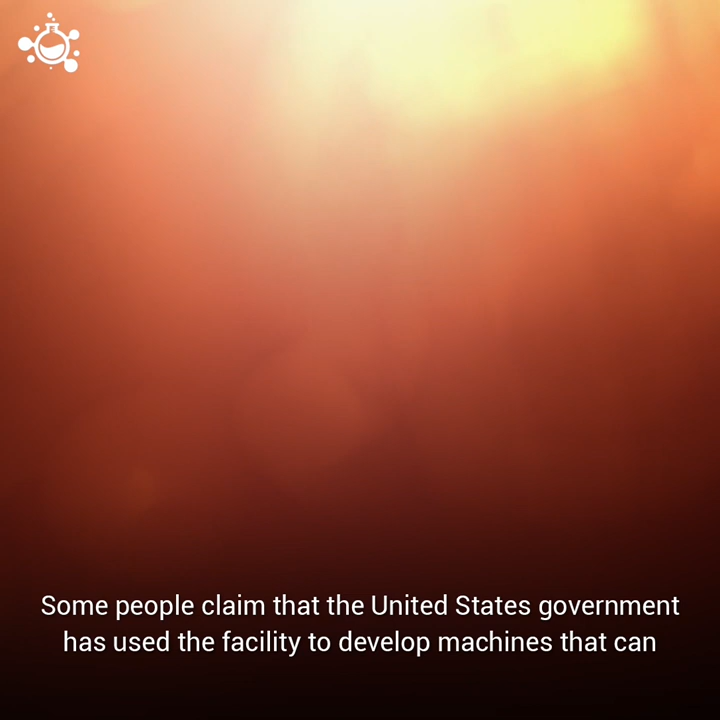 Some people claim that the United States government
has used the facility to develop machines that can